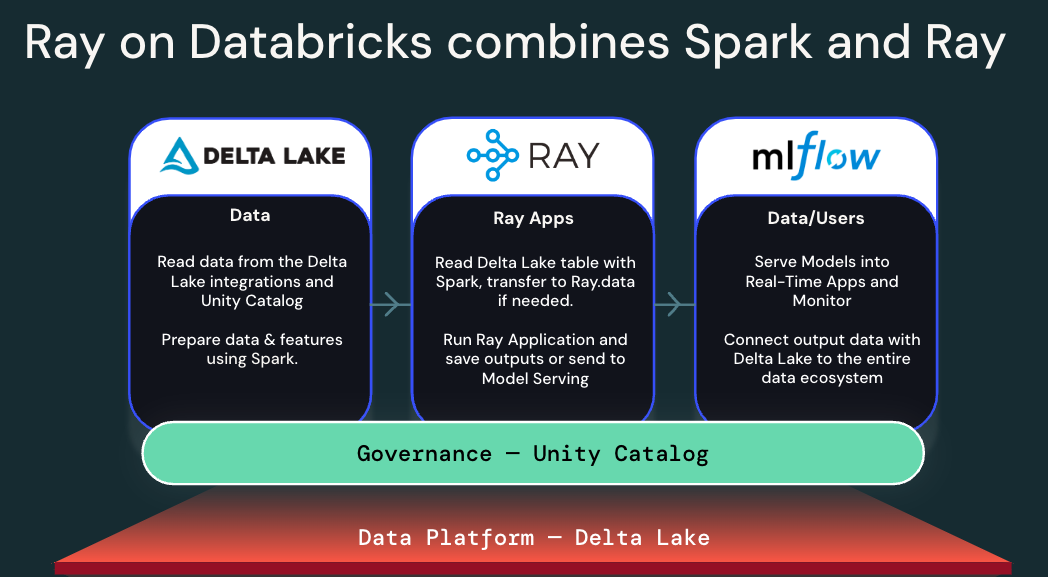 Ray on Databricks combines Spark and Ray
DELTA LAKE
Data
Read data from the Delta
Lake integrations and
Unity Catalog
Prepare data & features
using Spark.
RAY
Ray Apps
Read Delta Lake table with
Spark, transfer to Ray.data
if needed.
Run Ray Application and
save outputs or send to
Model Serving
mlflow
Data/Users
Serve Models into
Real-Time Apps and
Monitor
Connect output data with
Delta Lake to the entire
data ecosystem
Governance — Unity Catalog
Data Platform — Delta Lake